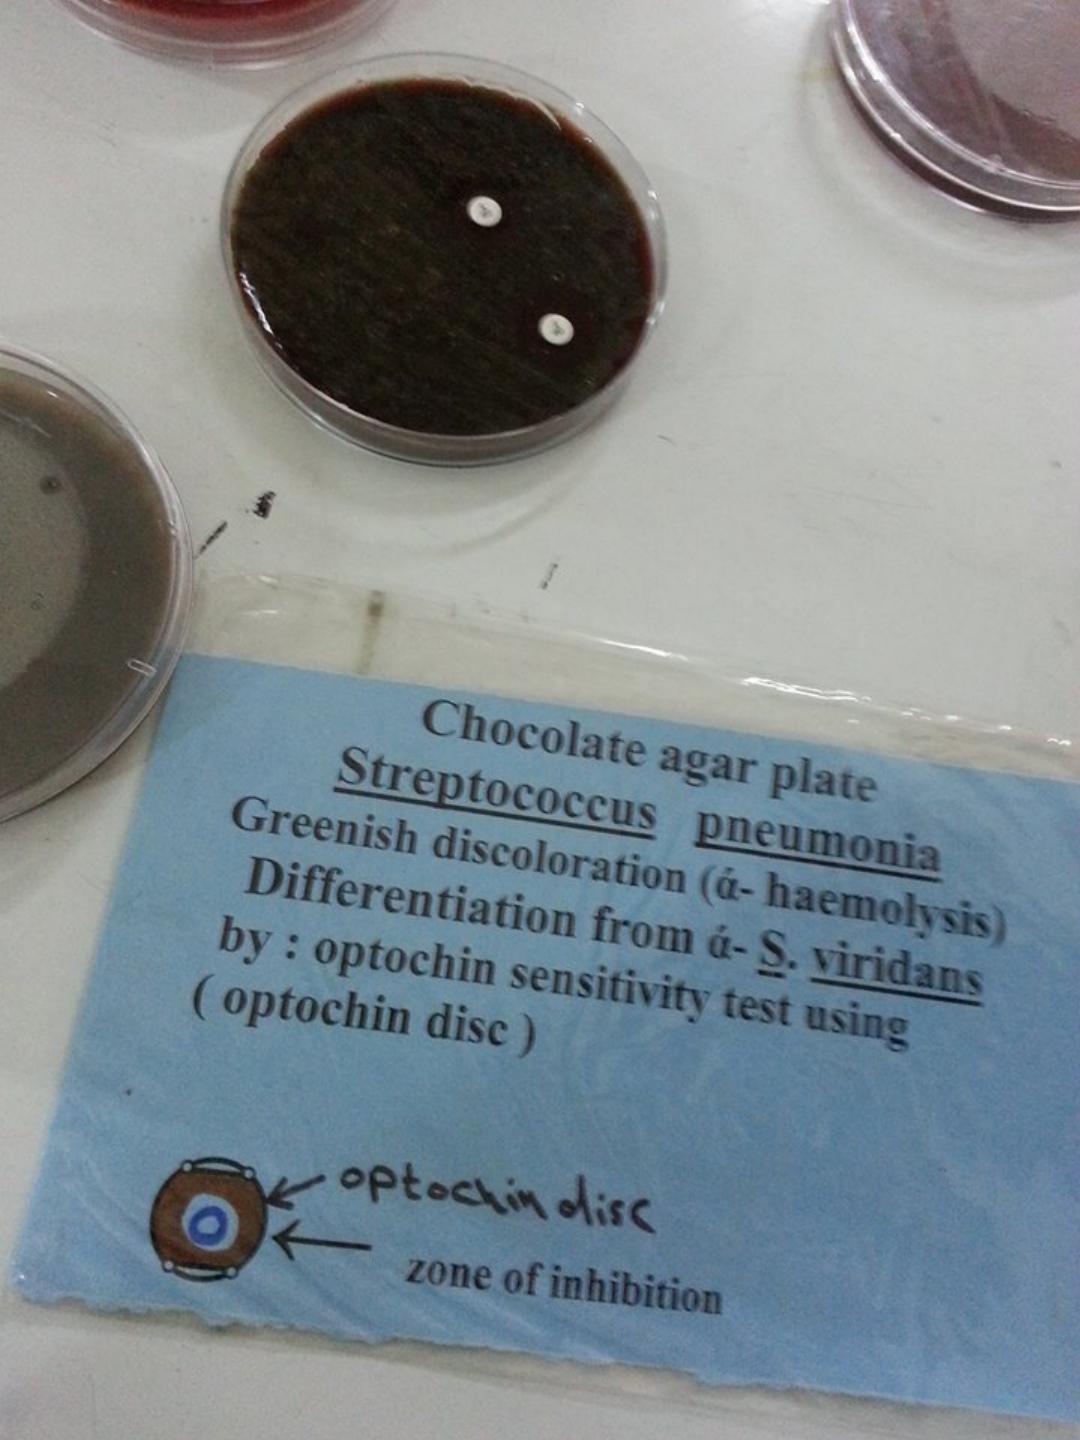 Chocolate agar plate
Streptococcus pneumonia
Greenish discoloration (ά- haemolysis)
Differentiation from ά- S. viridans
by : optochin sensitivity test using
( optochin disc )
optochin disc
zone of inhibition